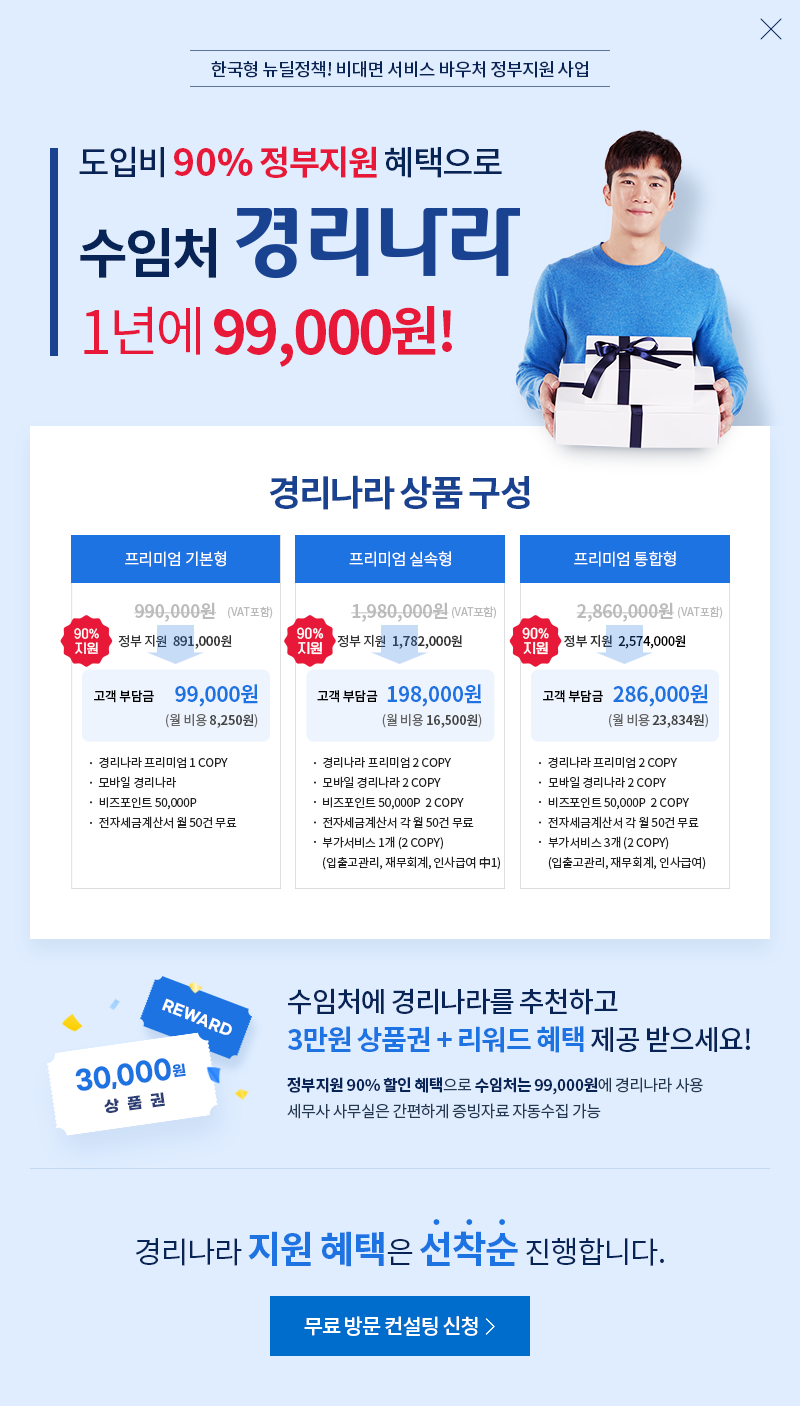 한국형 뉴딜정책! 비대면 서비스 바우처 정부지원 사업
도입비 90% 정부지원 혜택으로
수임처 경리나라
1년에 99,000원!
경리나라 상품 구성
프리미엄 기본형
990,000원 (VAT포함)
90%
지원
정부 지원 891,000원
고객 부담금 99,000원
(월 비용 8,250원)
· 경리나라 프리미엄 1 COPY
· 모바일 경리나라
· 비즈포인트 50,000P
· 전자세금계산서 월 50건 무료
프리미엄 실속형
1,980,000원 (VAT포함)
90%
지원
정부 지원 1,782,000원
고객 부담금 198,000원
(월 비용 16,500원)
· 경리나라 프리미엄 2 COPY
· 모바일 경리나라 2 COPY
· 비즈포인트 50,000P 2 COPY
· 전자세금계산서 각 월 50건 무료
· 부가서비스 1개 (2 COPY)
(입출고관리, 재무회계, 인사급여 中1)
프리미엄 통합형
2,860,000원 (VAT포함)
90%
지원
정부 지원 2,574,000원
고객 부담금 286,000원
(월 비용 23,834원)
· 경리나라 프리미엄 2 COPY
· 모바일 경리나라 2 COPY
· 비즈포인트 50,000P 2 COPY
· 전자세금계산서 각 월 50건 무료
· 부가서비스 3개 (2 COPY)
(입출고관리, 재무회계, 인사급여)
REWARD
30,000원
상품권
수임처에 경리나라를 추천하고
3만원 상품권 + 리워드 혜택 제공 받으세요!
정부지원 90% 할인 혜택으로 수임처는 99,000원에 경리나라 사용
세무사 사무실은 간편하게 증빙자료 자동수집 가능
경리나라 지원 혜택은 선착순 진행합니다.
무료 방문 컨설팅 신청 >